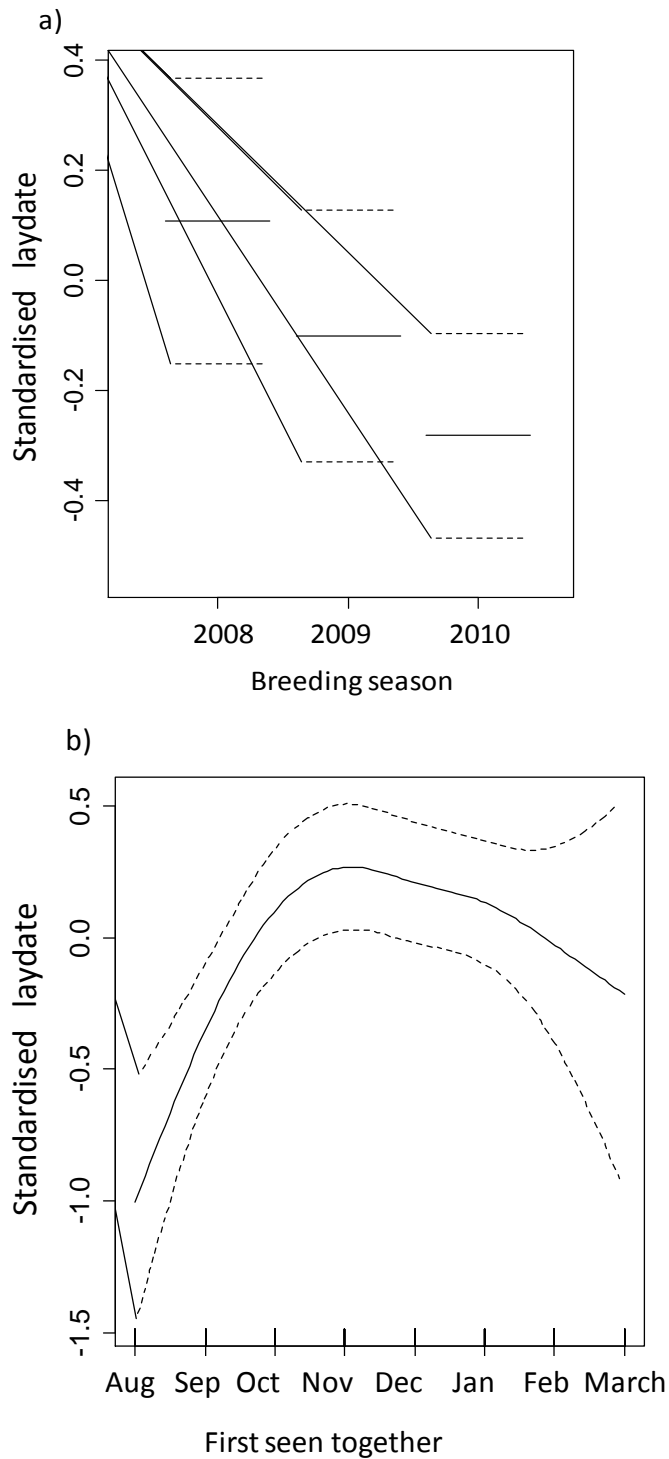 a)
Standardised laydate
0.4
0.2
0.0
-0.2
-0.4
2008 2009 2010
Breeding season
b)
Standardised laydate
0.5
0.0
-0.5
-1.0
-1.5
Aug Sep Oct Nov Dec Jan Feb March
First seen together